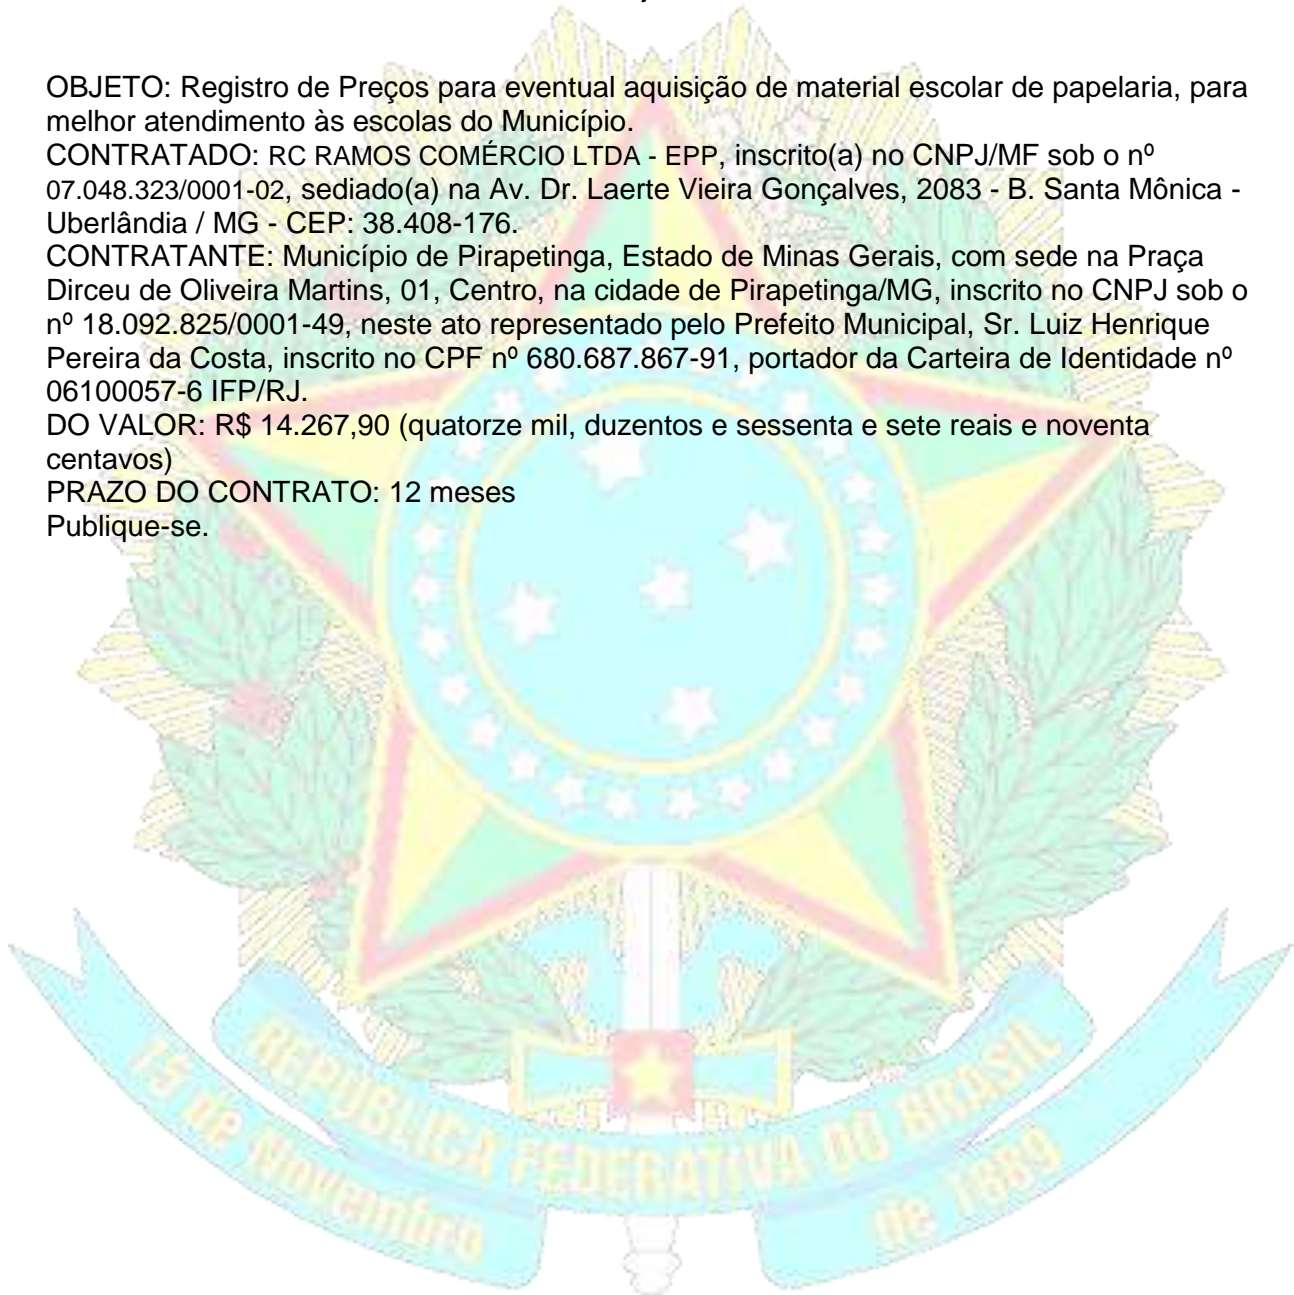 OBJETO: Registro de Preços para eventual aquisição de material escolar de papelaria, para
melhor atendimento às escolas do Município.
CONTRATADO: RC RAMOS COMÉRCIO LTDA - EPP, inscrito(a) no CNPJ/MF sob o nº
07.048.323/0001-02, sediado(a) na Av. Dr. Laerte Vieira Gonçalves, 2083 - B. Santa Mônica -
Uberlândia / MG - CEP: 38.408-176.
CONTRATANTE: Município de Pirapetinga, Estado de Minas Gerais, com sede na Praça
Dirceu de Oliveira Martins, 01, Centro, na cidade de Pirapetinga/MG, inscrito no CNPJ sob o
nº 18.092.825/0001-49, neste ato representado pelo Prefeito Municipal, Sr. Luiz Henrique
Pereira da Costa, inscrito no CPF nº 680.687.867-91, portador da Carteira de Identidade nº
06100057-6 IFP/RJ.
DO VALOR: R$ 14.267,90 (quatorze mil, duzentos e sessenta e sete reais e noventa
centavos)
PRAZO DO CONTRATO: 12 meses
Publique-se.
REPÚBLICA FEDERATIVA DO BRASIL
15 de Novembro de 1889